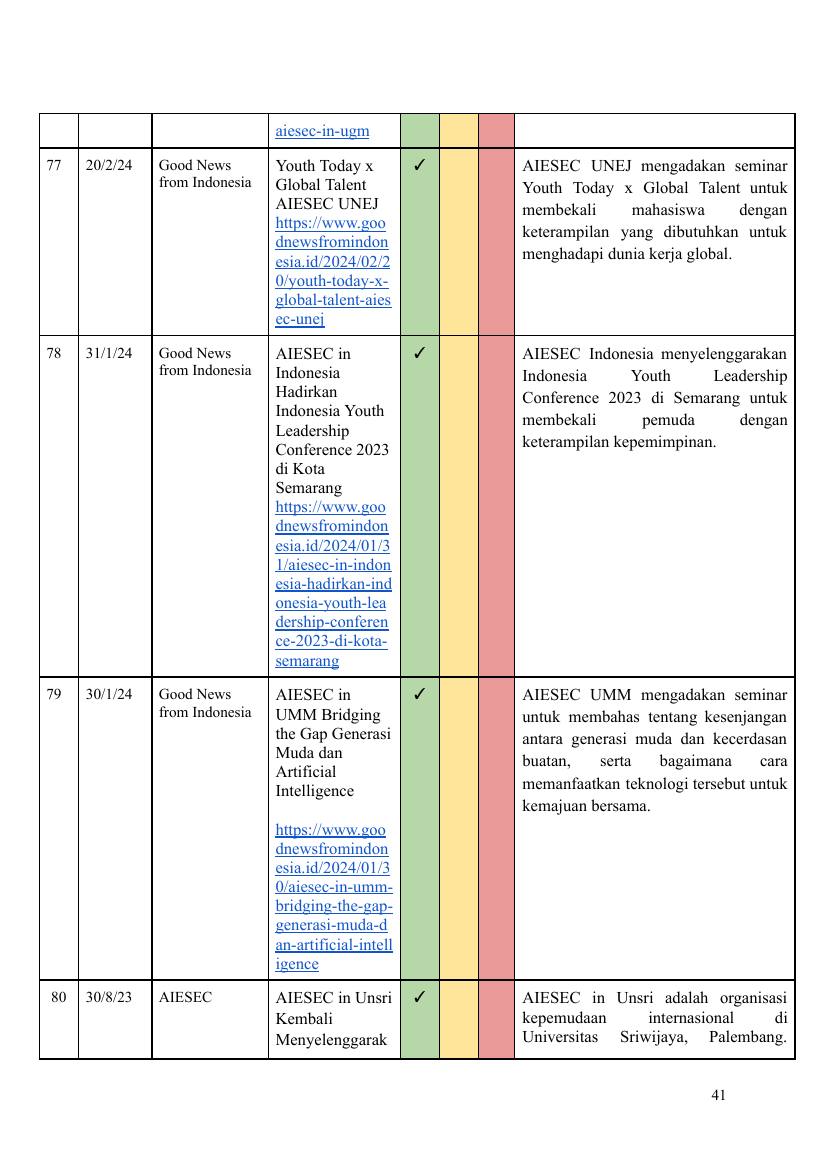 aiesec-in-ugm
77
20/2/24
Good News
from Indonesia
Youth Today x
Global Talent
AIESEC UNEJ
https://www.goo
dnewsfromindon
esia.id/2024/02/2
0/youth-today-x-
global-talent-aies
ec-unej
✓
AIESEC UNEJ mengadakan seminar
Youth Today x Global Talent untuk
membekali mahasiswa dengan
keterampilan yang dibutuhkan untuk
menghadapi dunia kerja global.
78
31/1/24
Good News
from Indonesia
AIESEC in
Indonesia
Hadirkan
Indonesia Youth
Leadership
Conference 2023
di Kota
Semarang
https://www.goo
dnewsfromindon
esia.id/2024/01/3
1/aiesec-in-indon
esia-hadirkan-ind
onesia-youth-lea
dership-conferen
ce-2023-di-kota-
semarang
✓
AIESEC Indonesia menyelenggarakan
Indonesia Youth Leadership
Conference 2023 di Semarang untuk
membekali pemuda dengan
keterampilan kepemimpinan.
79
30/1/24
Good News
from Indonesia
AIESEC in
UMM Bridging
the Gap Generasi
Muda dan
Artificial
Intelligence
https://www.goo
dnewsfromindon
esia.id/2024/01/3
0/aiesec-in-umm-
bridging-the-gap-
generasi-muda-d
an-artificial-intell
igence
✓
AIESEC UMM mengadakan seminar
untuk membahas tentang kesenjangan
antara generasi muda dan kecerdasan
buatan, serta bagaimana cara
memanfaatkan teknologi tersebut untuk
kemajuan bersama.
80
30/8/23
AIESEC
AIESEC in Unsri
Kembali
Menyelenggarak
✓
AIESEC in Unsri adalah organisasi
kepemudaan internasional di
Universitas Sriwijaya, Palembang.
41